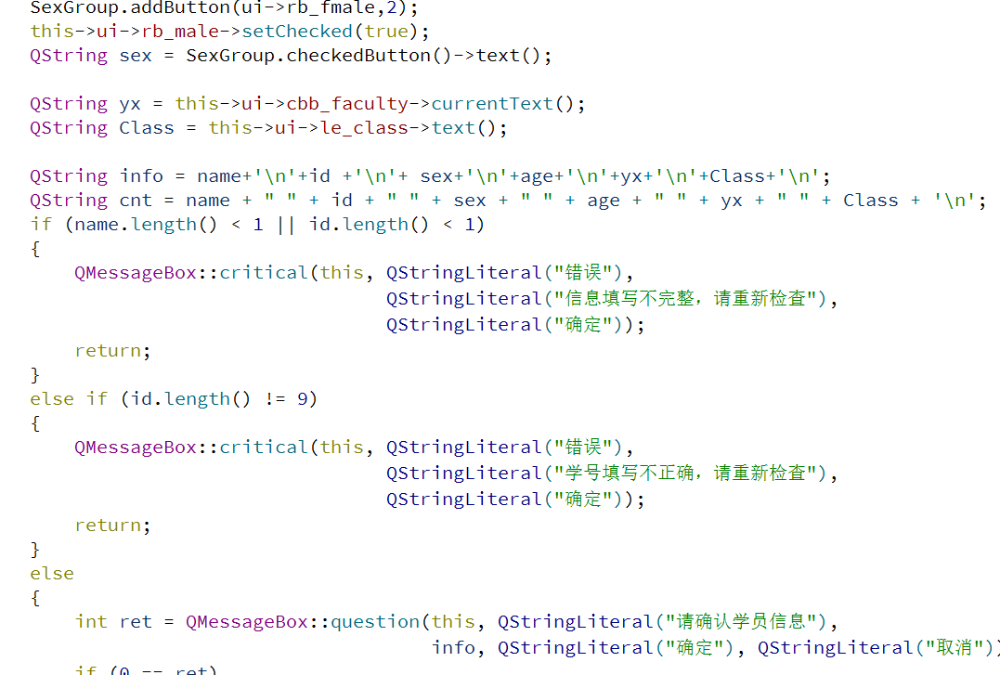 SexGroup.addButton(ui->rb_fmale,2);
this->ui->rb_male->setChecked(true);
QString sex = SexGroup.checkedButton()->text();
QString yx = this->ui->cbb_faculty->currentText();
QString Class = this->ui->le_class->text();
QString info = name+'\n'+id +'\n'+ sex+'\n'+age+'\n'+yx+'\n'+Class+'\n';
QString cnt = name + " " + id + " " + sex + " " + age + " " + yx + " " + Class + '\n';
if (name.length() < 1 || id.length() < 1)
{
QMessageBox::critical(this, QStringLiteral("错误"),
QStringLiteral("信息填写不完整，请重新检查"),
QStringLiteral("确定"));
return;
}
else if (id.length() != 9)
{
QMessageBox::critical(this, QStringLiteral("错误"),
QStringLiteral("学号填写不正确，请重新检查"),
QStringLiteral("确定"));
return;
}
else
{
int ret = QMessageBox::question(this, QStringLiteral("请确认学员信息"),
info, QStringLiteral("确定"), QStringLiteral("取消"))
if (0 == ret)